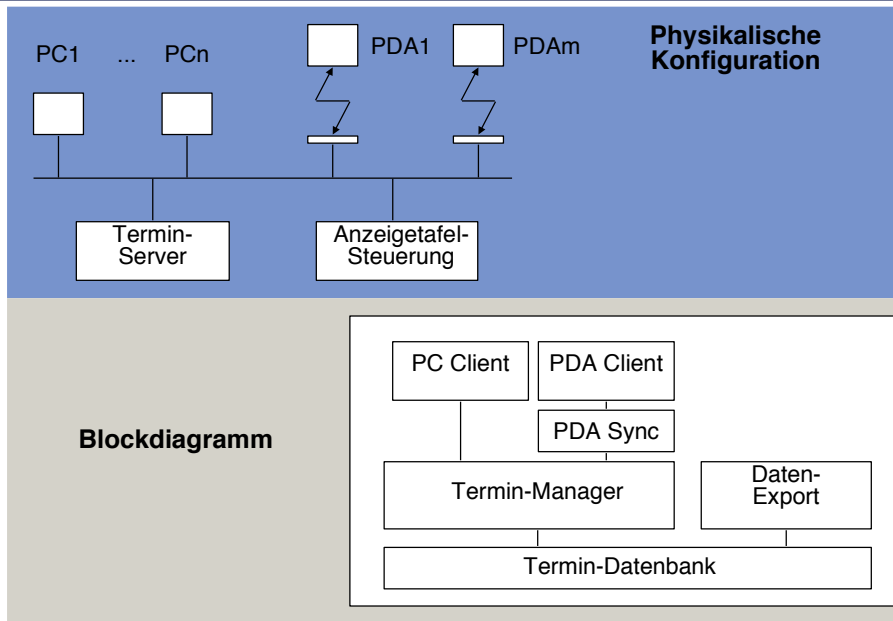 PC1 ... PCn
PDA1
PDAm
Physikalische
Konfiguration
Termin-
Server
Anzeigetafel-
Steuerung
Blockdiagramm
PC Client
PDA Client
PDA Sync
Termin-Manager
Daten-
Export
Termin-Datenbank